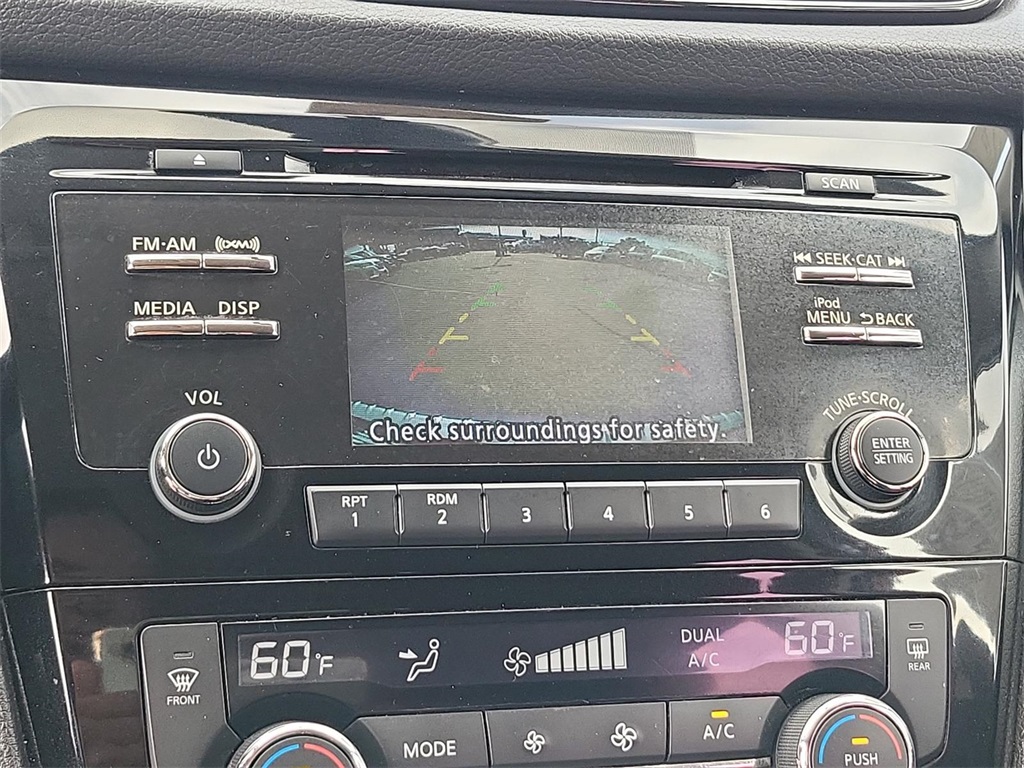 SCAN
FM·AM ((XM))
SEEK·CAT
MEDIA DISP
iPod
MENU BACK
VOL
TUNE·SCROLL
ENTER
SETTING
Check surroundings for safety.
RPT
1
RDM
2
3
4
5
6
60°F
DUAL
A/C
60°F
FRONT
REAR
MODE
A/C
PUSH